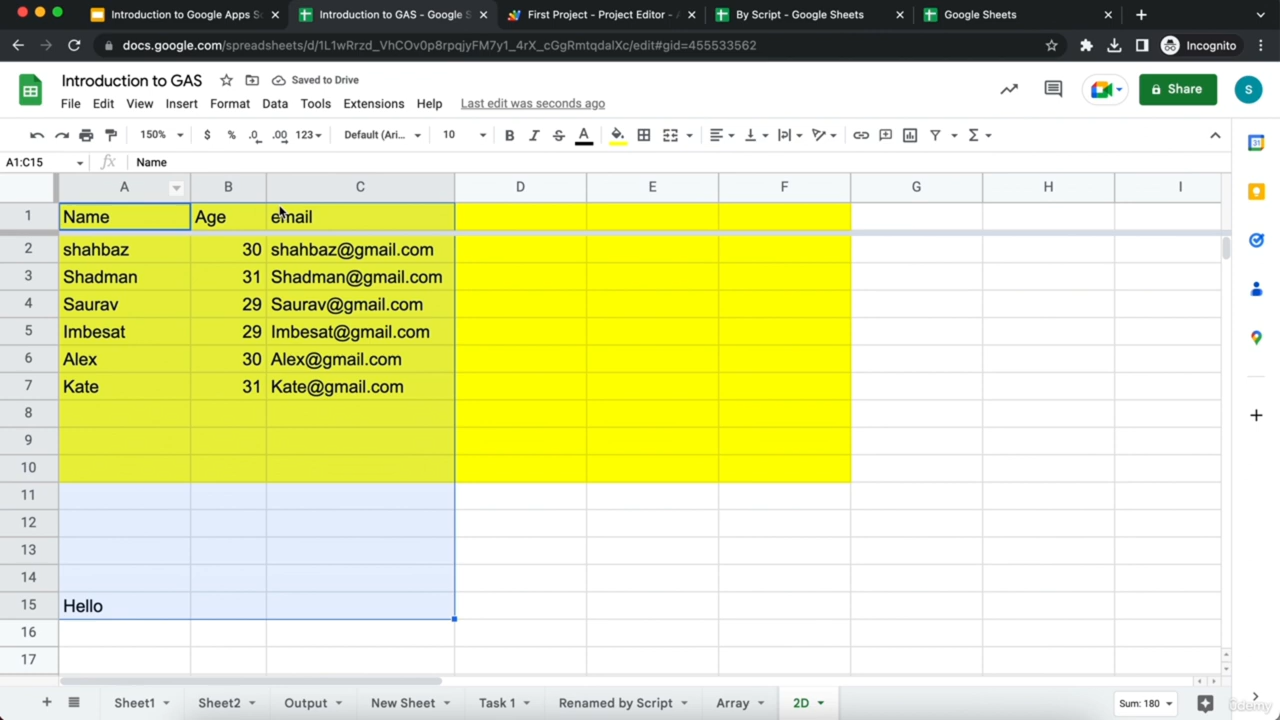 Introduction to Google Apps Sc
Introduction to GAS - Google S
First Project - Project Editor - A
By Script - Google Sheets
Google Sheets
docs.google.com/spreadsheets/d/1L1wRrzd_VhCOv0p8rpqjyFM7y1_4rX_cGgRmtqdalXc/edit#gid=455533562
Incognito
Introduction to GAS
Saved to Drive
File Edit View Insert Format Data Tools Extensions Help Last edit was seconds ago
Share
S
150% $ % .0 .00 123 Default (Ari... 10 B I S A
A1:C15 fx Name
A B C D E F G H I
1 Name Age email
2 shahbaz 30 shahbaz@gmail.com
3 Shadman 31 Shadman@gmail.com
4 Saurav 29 Saurav@gmail.com
5 Imbesat 29 Imbesat@gmail.com
6 Alex 30 Alex@gmail.com
7 Kate 31 Kate@gmail.com
8
9
10
11
12
13
14
15 Hello
16
17
Sheet1 Sheet2 Output New Sheet Task 1 Renamed by Script Array 2D Sum: 180
ûdemy